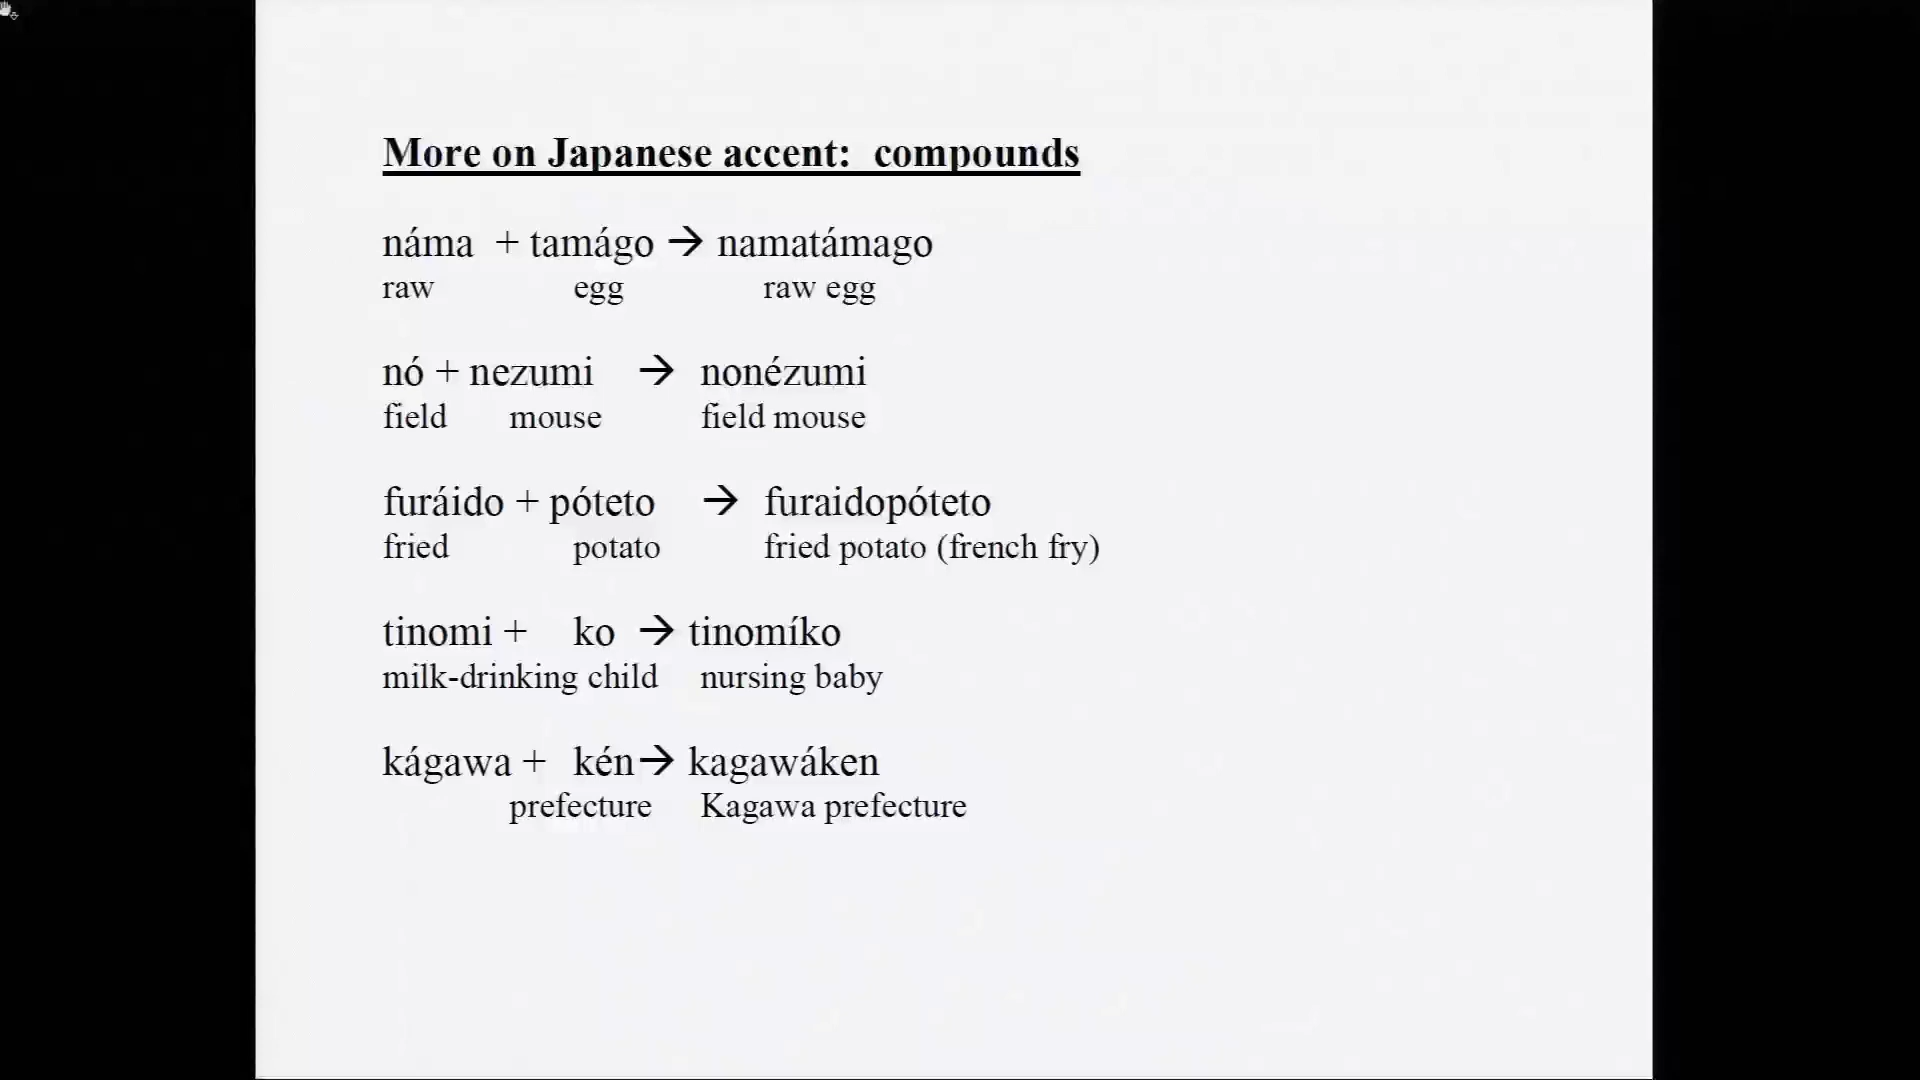 More on Japanese accent: compounds
náma + tamágo → namatámago
raw egg raw egg
nó + nezumi → nonézumi
field mouse field mouse
furáido + póteto → furaidopóteto
fried potato fried potato (french fry)
tinomi + ko → tinomíko
milk-drinking child nursing baby
kágawa + kén → kagawáken
prefecture Kagawa prefecture